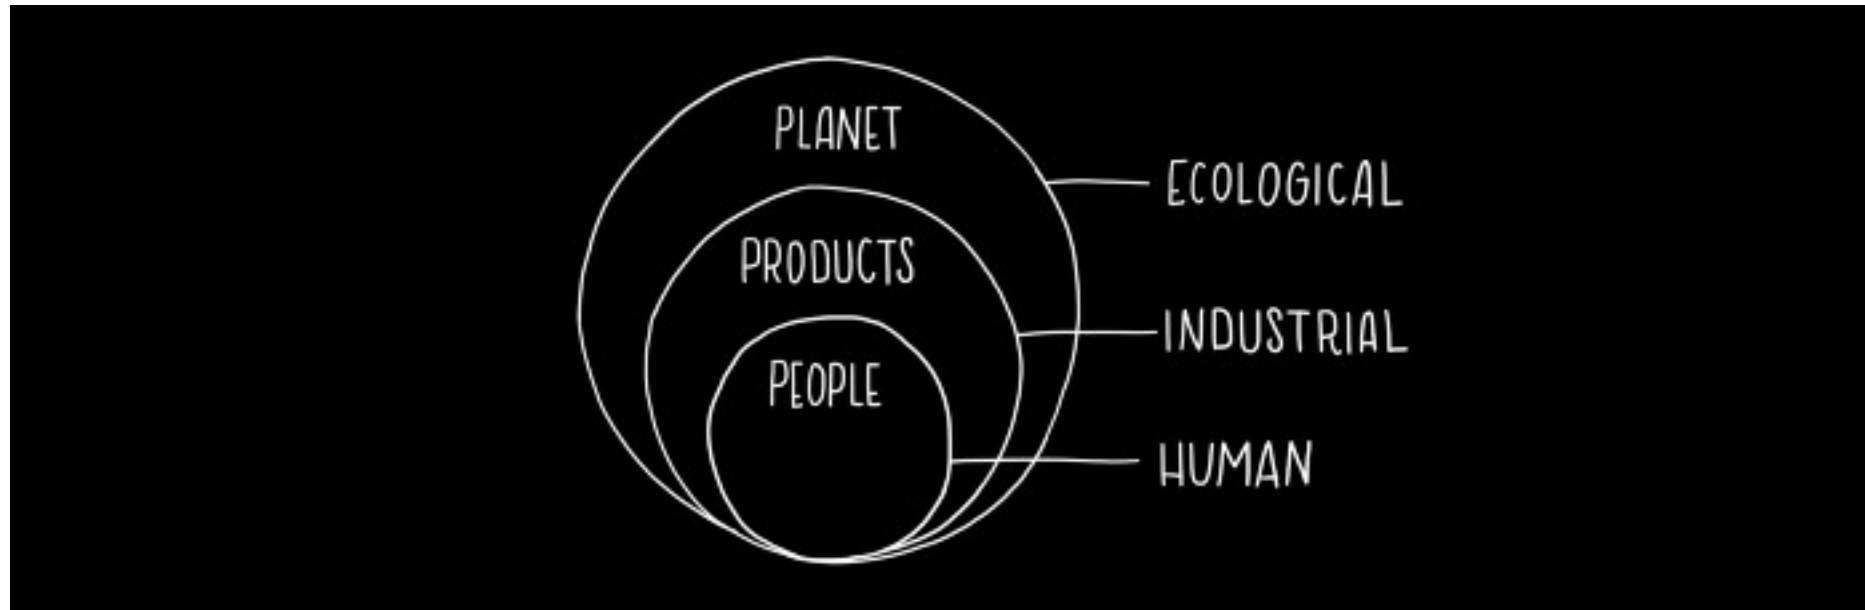 PLANET
ECOLOGICAL
PRODUCTS
INDUSTRIAL
PEOPLE
HUMAN